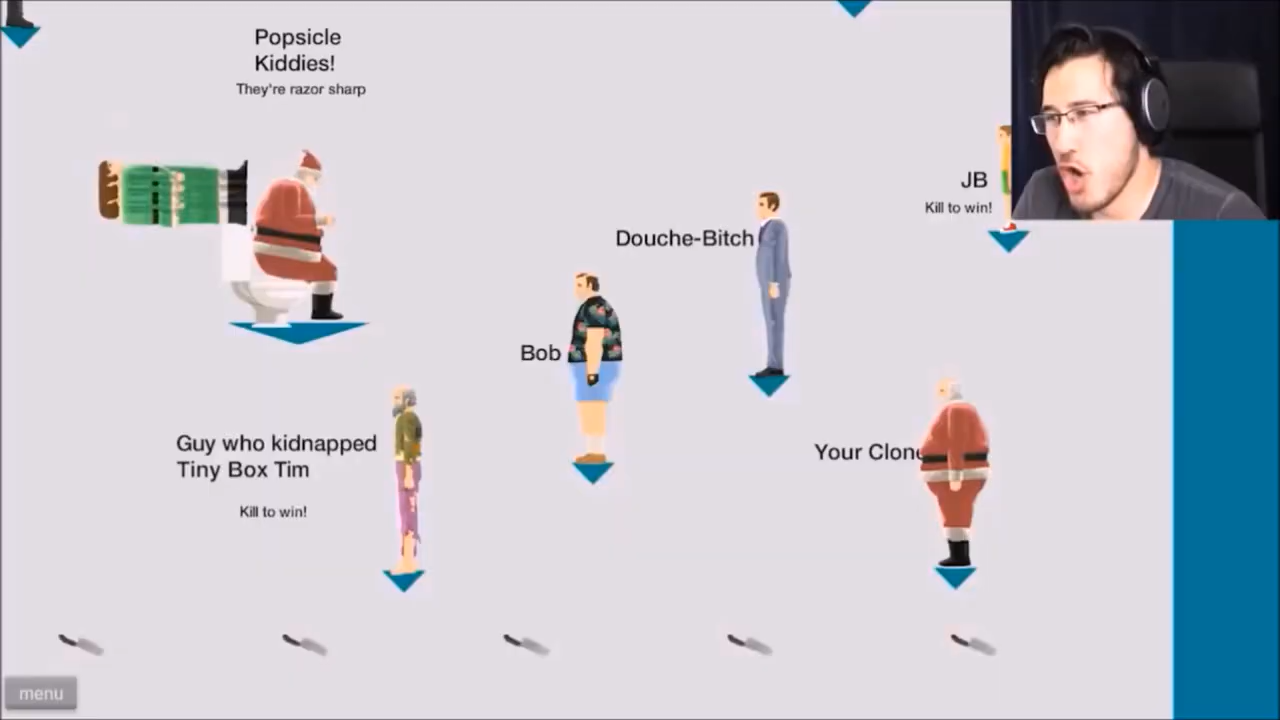 Popsicle
Kiddies!
They're razor sharp
JB
Kill to win!
Douche-Bitch
Bob
Guy who kidnapped
Tiny Box Tim
Kill to win!
Your Clone
menu